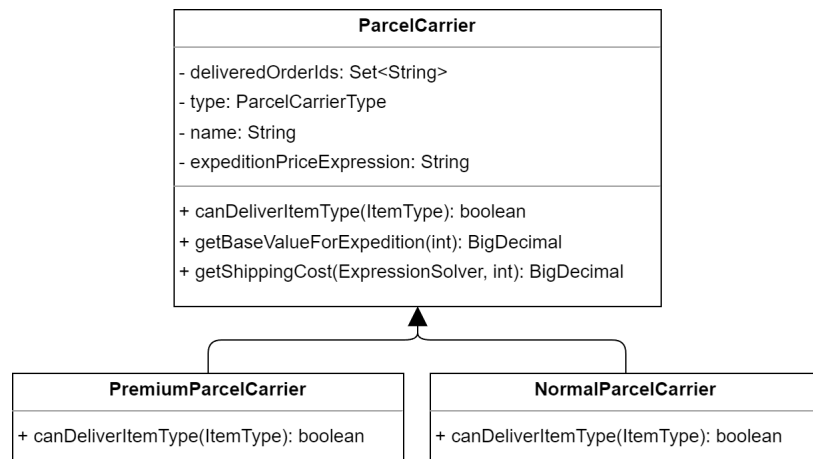 ParcelCarrier
- deliveredOrderIds: Set<String>
- type: ParcelCarrierType
- name: String
- expeditionPriceExpression: String
+ canDeliverItemType(ItemType): boolean
+ getBaseValueForExpedition(int): BigDecimal
+ getShippingCost(ExpressionSolver, int): BigDecimal
PremiumParcelCarrier
+ canDeliverItemType(ItemType): boolean
NormalParcelCarrier
+ canDeliverItemType(ItemType): boolean